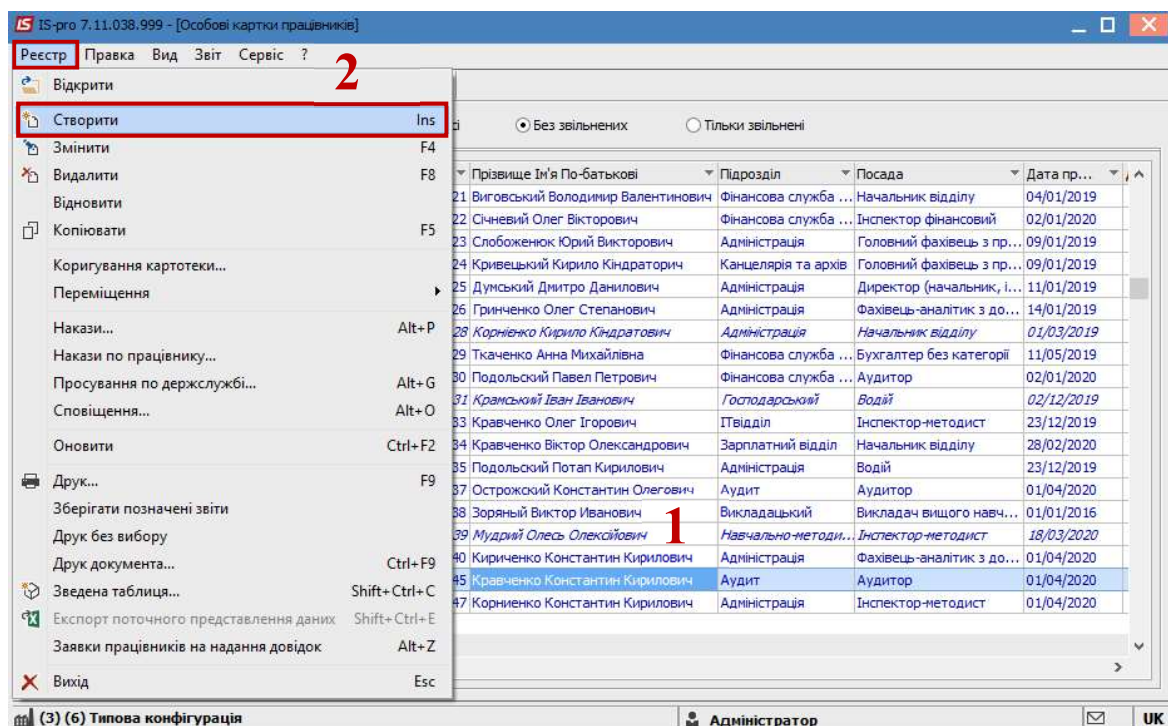 IS-pro 7.11.038.999 - [Особові картки працівників]
Реєстр Правка Вид Звіт Сервіс ?
2
Відкрити
Створити Ins
Змінити F4
Видалити F8
Відновити
Копіювати F5
Коригування картотеки...
Переміщення
Накази... Alt+P
Накази по працівнику...
Просування по держслужбі... Alt+G
Сповіщення... Alt+O
Оновити Ctrl+F2
Друк... F9
Зберігати позначені звіти
Друк без вибору
Друк документа... Ctrl+F9
Зведена таблиця... Shift+Ctrl+C
Експорт поточного представлення даних Shift+Ctrl+E
Заявки працівників на надання довідок Alt+Z
Вихід Esc
сі Без звільнених Тільки звільнені
Прізвище Ім'я По-батькові Підрозділ Посада Дата пр...
21 Виговський Володимир Валентинович Фінансова служба ... Начальник відділу 04/01/2019
22 Січневий Олег Вікторович Фінансова служба ... Інспектор фінансовий 02/01/2020
23 Слобоженюк Юрий Викторович Адміністрація Головний фахівець з пр... 09/01/2019
24 Кривецький Кирило Кіндраторич Канцелярія та архів Головний фахівець з пр... 09/01/2019
25 Думський Дмитро Данилович Адміністрація Директор (начальник, і... 11/01/2019
26 Гринченко Олег Степанович Адміністрація Фахівець-аналітик з до... 14/01/2019
28 Корнієнко Кирило Кіндратович Адміністрація Начальник відділу 01/03/2019
29 Ткаченко Анна Михайлівна Фінансова служба ... Бухгалтер без категорії 11/05/2019
30 Подольский Павел Петрович Фінансова служба ... Аудитор 02/01/2020
31 Крамський Іван Іванович Господарський Водій 02/12/2019
33 Кравченко Олег Ігорович ІТвідділ Інспектор-методист 23/12/2019
34 Кравченко Віктор Олександрович Зарплатний відділ Начальник відділу 28/02/2020
35 Подольский Потап Кирилович Адміністрація Водій 23/12/2019
37 Острожский Константин Олегович Аудит Аудитор 01/04/2020
38 Зоряный Виктор Иванович Викладацький Викладач вищого навч... 01/01/2016
1
39 Мудрий Олесь Олексійович Навчально-методи... Інспектор-методист 18/03/2020
40 Кириченко Константин Кирилович Адміністрація Фахівець-аналітик з до... 01/04/2020
45 Кравченко Константин Кирилович Аудит Аудитор 01/04/2020
47 Корниенко Константин Кирилович Адміністрація Інспектор-методист 01/04/2020
(3) (6) Типова конфігурація Адміністратор UK